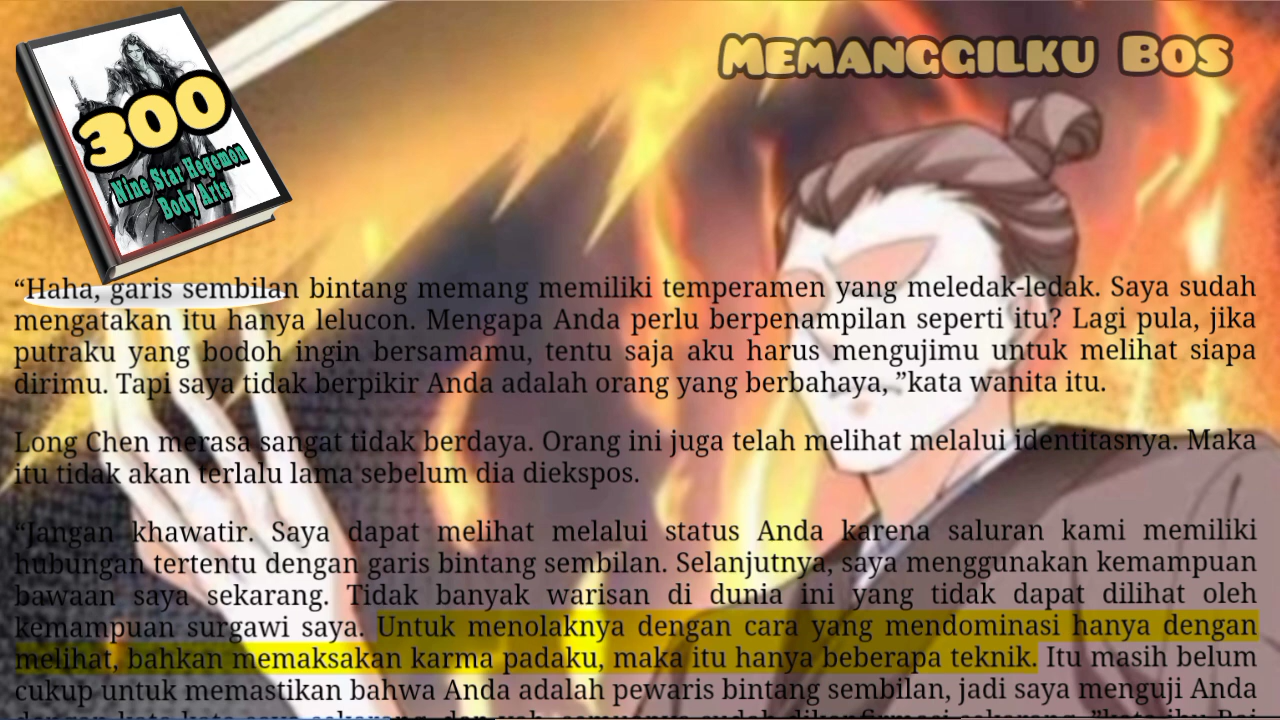 Memanggilku Bos
300
Nine Star Hegemon
Body Arts
“Haha, garis sembilan bintang memang memiliki temperamen yang meledak-ledak. Saya sudah
mengatakan itu hanya lelucon. Mengapa Anda perlu berpenampilan seperti itu? Lagi pula, jika
putraku yang bodoh ingin bersamamu, tentu saja aku harus mengujimu untuk melihat siapa
dirimu. Tapi saya tidak berpikir Anda adalah orang yang berbahaya, ”kata wanita itu.
Long Chen merasa sangat tidak berdaya. Orang ini juga telah melihat melalui identitasnya. Maka
itu tidak akan terlalu lama sebelum dia diekspos.
“Jangan khawatir. Saya dapat melihat melalui status Anda karena saluran kami memiliki
hubungan tertentu dengan garis bintang sembilan. Selanjutnya, saya menggunakan kemampuan
bawaan saya sekarang. Tidak banyak warisan di dunia ini yang tidak dapat dilihat oleh
kemampuan surgawi saya. Untuk menolaknya dengan cara yang mendominasi hanya dengan
melihat, bahkan memaksakan karma padaku, maka itu hanya beberapa teknik. Itu masih belum
cukup untuk memastikan bahwa Anda adalah pewaris bintang sembilan, jadi saya menguji Anda